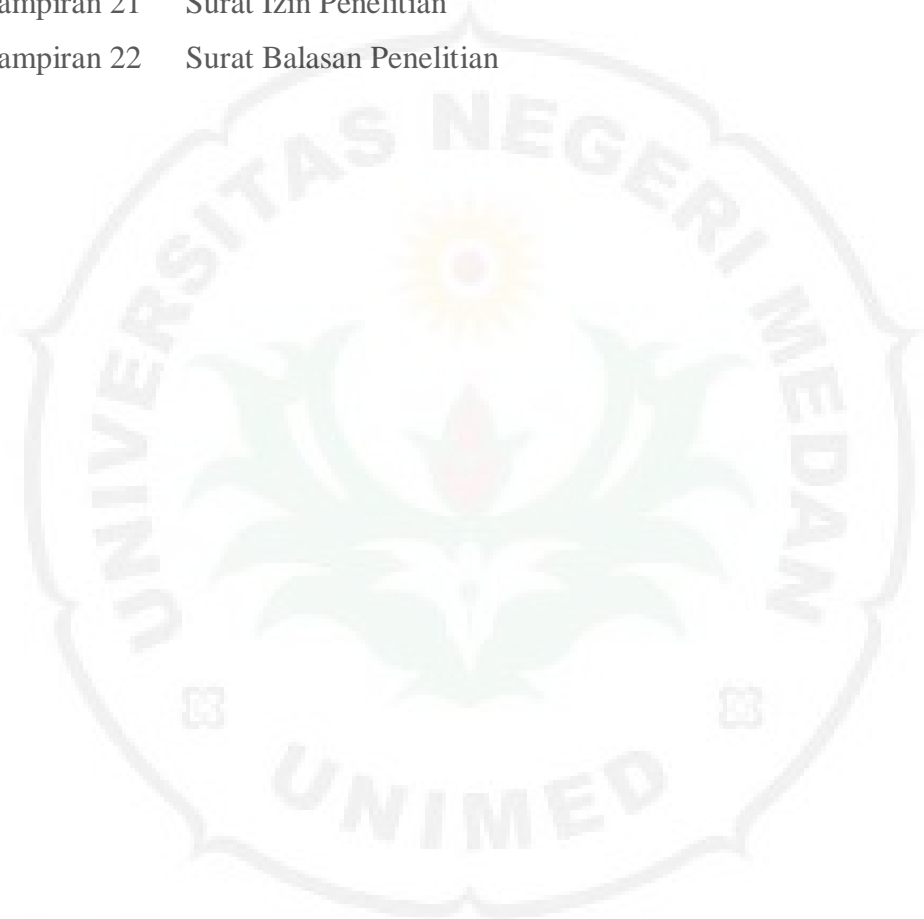 ampiran 21 Surat Izin Penelitian
ampiran 22 Surat Balasan Penelitian
UNIVERSITAS NEGERI MEDAN
UNIMED